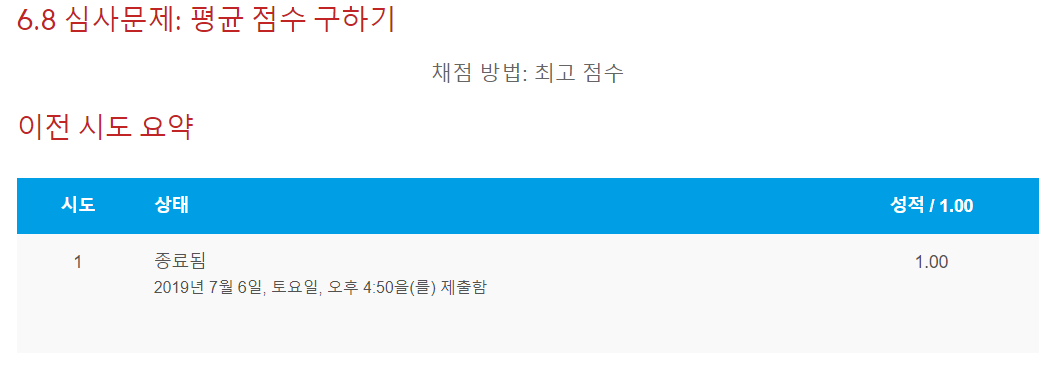 6.8 심사문제: 평균 점수 구하기
채점 방법: 최고 점수
이전 시도 요약
시도 상태 성적 / 1.00
1 종료됨 1.00
2019년 7월 6일, 토요일, 오후 4:50을(를) 제출함